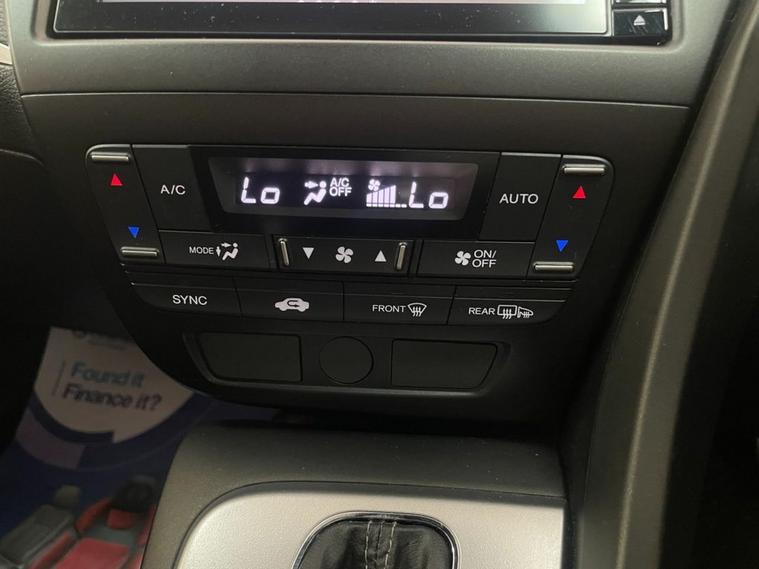 A/C
Lo
A/C
OFF
Lo
AUTO
MODE
ON/
OFF
SYNC
FRONT
REAR
Found it
Finance it?